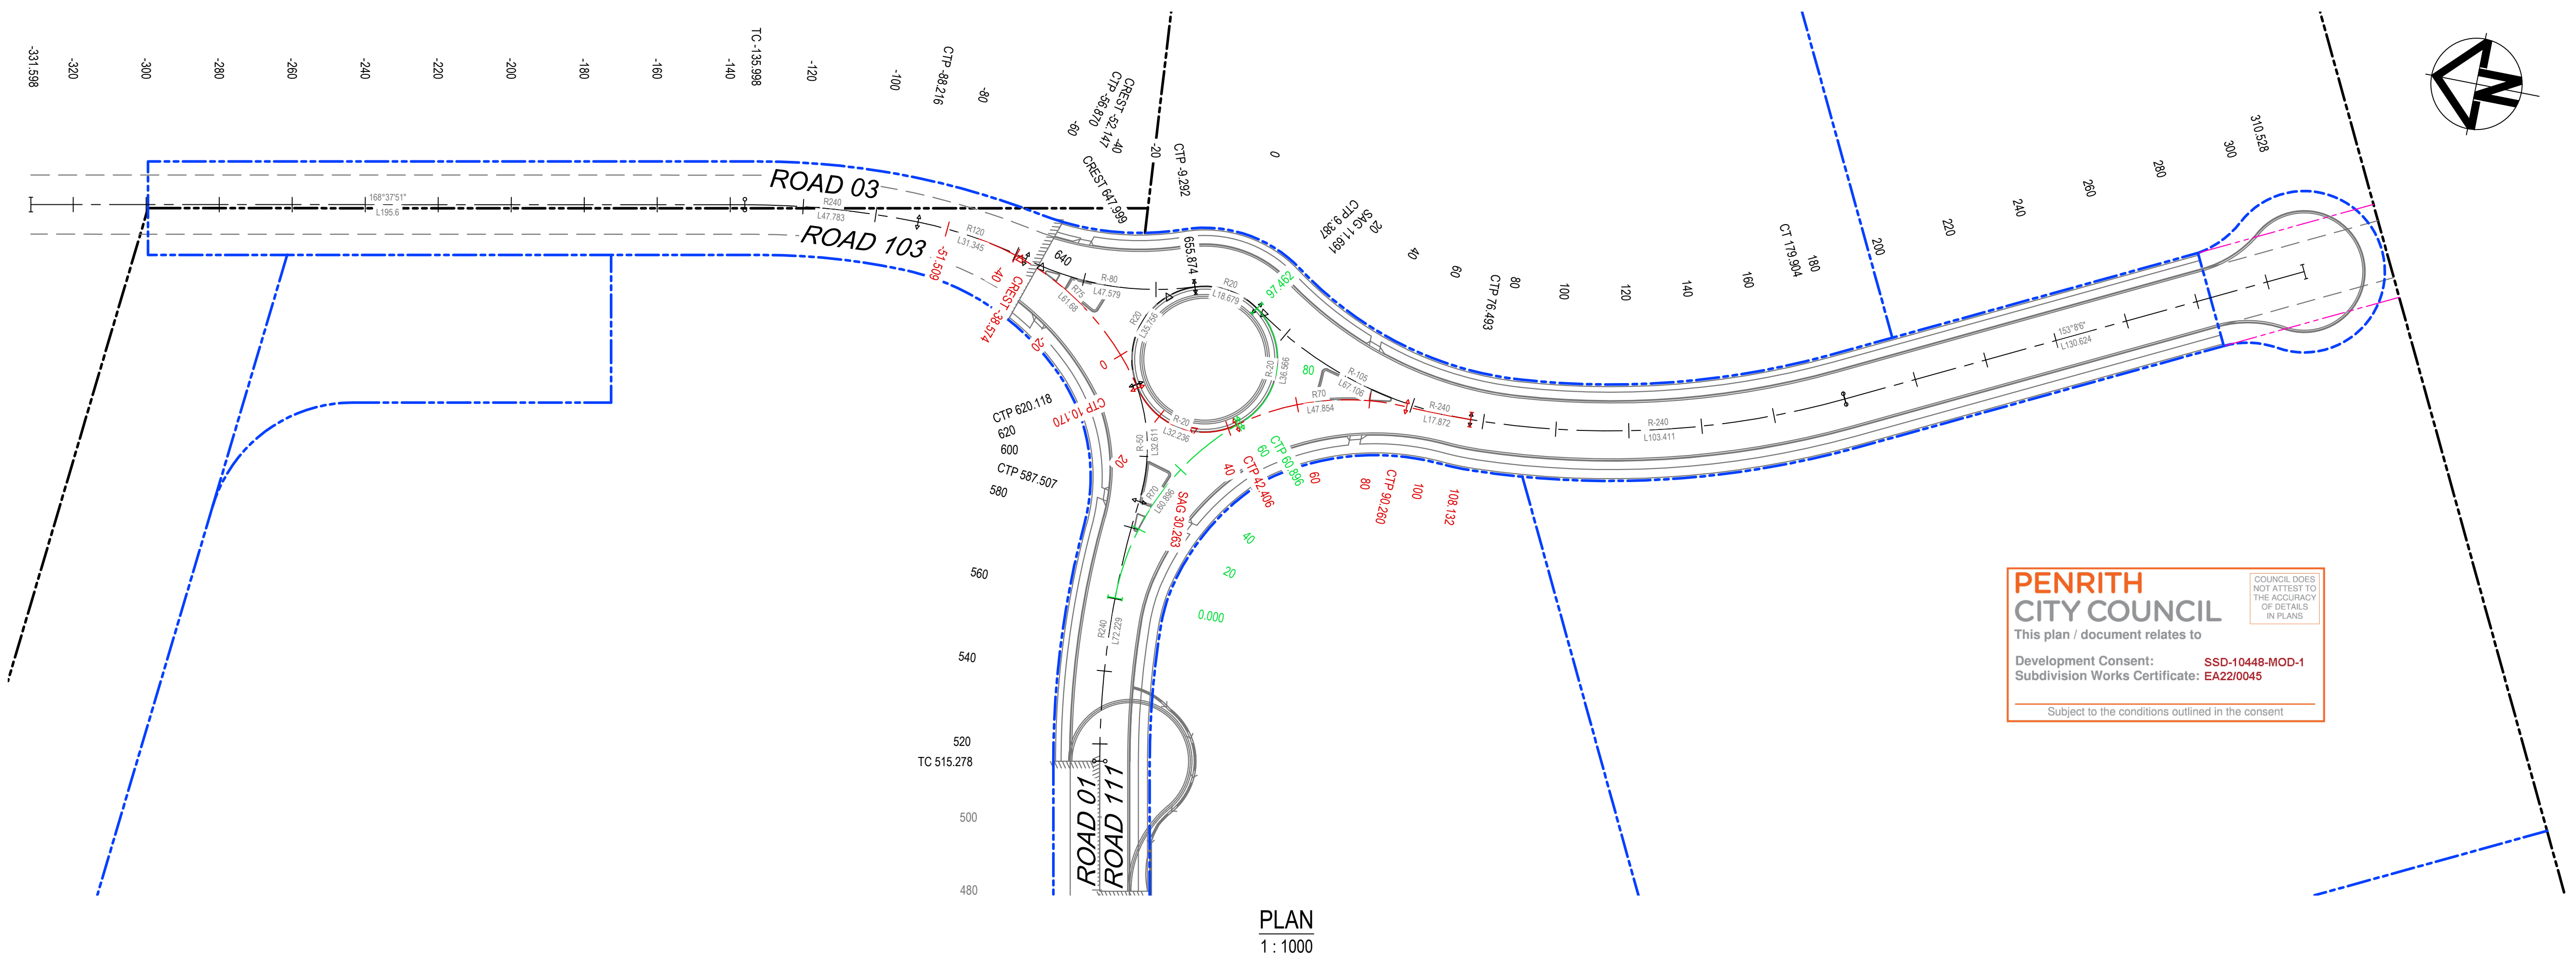 -331.598
-320
-300
-280
-260
-240
-220
-200
-180
-160
-140
TC -135.998
-120
-100
CTP -88.216
-80
-60
CTP -56.870
CREST -52.147
-40
-20
CTP -9.292
0
CTP 9.387
SAG 11.691
20
40
60
CTP 76.493
80
100
120
140
160
CT 179.904
180
200
220
240
260
280
300
310.528
N
ROAD 03
ROAD 103
168°37'51"
L195.6
R240
L47.783
R120
L31.345
-51.509
-40
CREST -38.574
-20
0
CTP 10.170
20
SAG 30.263
40
CTP 42.406
60
80
CTP 90.260
100
108.132
CREST 647.999
640
655.874
R-80
L47.579
R75
L61.68
R20
L35.756
R20
L18.679
97.462
R-20
L36.566
80
R-105
L67.106
R70
L47.854
R-240
L17.872
R-240
L103.411
153°8'6"
L130.624
R-20
L32.236
R-50
L32.611
R70
L60.896
CTP 60.896
60
40
20
0.000
CTP 620.118
620
600
CTP 587.507
580
560
540
520
TC 515.278
500
480
R240
L72.229
ROAD 01
ROAD 111
PENRITH
CITY COUNCIL
COUNCIL DOES
NOT ATTEST TO
THE ACCURACY
OF DETAILS
IN PLANS
This plan / document relates to
Development Consent: SSD-10448-MOD-1
Subdivision Works Certificate: EA22/0045
Subject to the conditions outlined in the consent
PLAN
1 : 1000